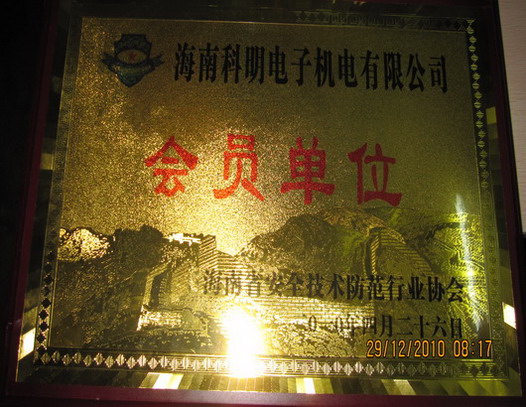 海南科明电子机电有限公司
会员单位
海南省安全技术防范行业协会
一０年四月二十六日
29/12/2010 08:17